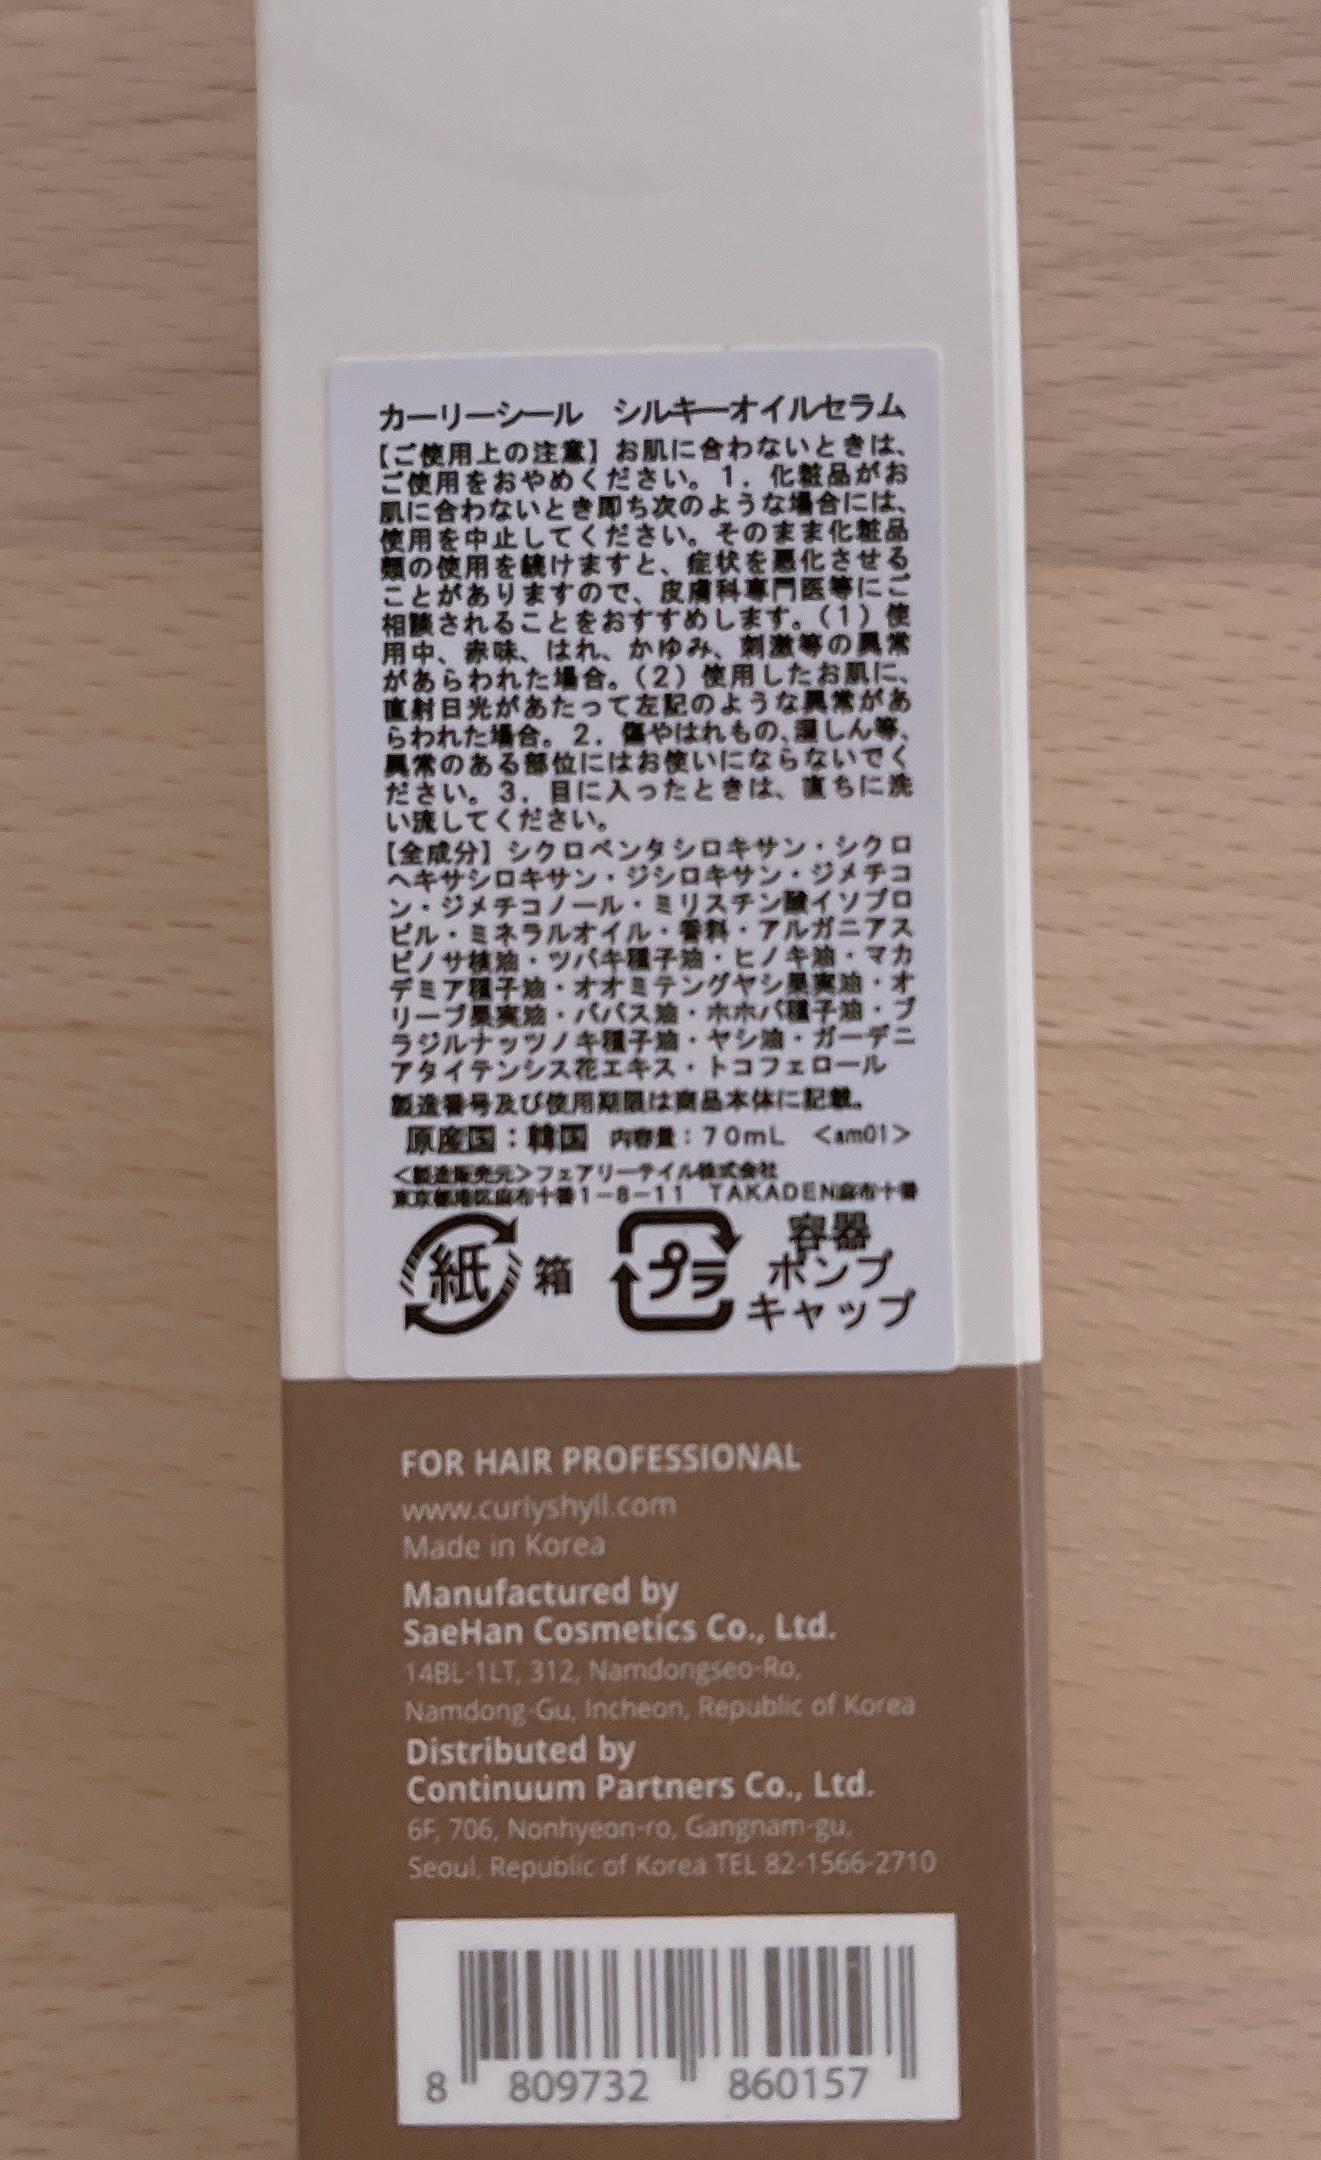 カーリーシール　シルキーオイルセラム
【ご使用上の注意】お肌に合わないときは、
ご使用をおやめください。1．化粧品がお
肌に合わないとき即ち次のような場合には、
使用を中止してください。そのまま化粧品
類の使用を続けますと、症状を悪化させる
ことがありますので、皮膚科専門医等にご
相談されることをおすすめします。（1）使
用中、赤味、はれ、かゆみ、刺激等の異常
があらわれた場合。（2）使用したお肌に、
直射日光があたって左記のような異常があ
らわれた場合。2．傷やはれもの、湿しん等、
異常のある部位にはお使いにならないでく
ださい。3．目に入ったときは、直ちに洗
い流してください。
【全成分】シクロペンタシロキサン・シクロ
ヘキサシロキサン・ジシロキサン・ジメチコ
ン・ジメチコノール・ミリスチン酸イソプロ
ピル・ミネラルオイル・香料・アルガニアス
ピノサ核油・ツバキ種子油・ヒノキ油・マカ
デミア種子油・オオミテングヤシ果実油・オ
リーブ果実油・ババス油・ホホバ種子油・ブ
ラジルナッツノキ種子油・ヤシ油・ガーデニ
アタイテンシス花エキス・トコフェロール
製造番号及び使用期限は商品本体に記載。
原産国：韓国　内容量：70mL　<am01>
<製造販売元>フェアリーテイル株式会社
東京都港区麻布十番1－8－11　TAKADEN麻布十番
紙 箱 プラ 容器
ポンプ
キャップ
FOR HAIR PROFESSIONAL
www.curlyshyll.com
Made in Korea
Manufactured by
SaeHan Cosmetics Co., Ltd.
14BL-1LT, 312, Namdongseo-Ro,
Namdong-Gu, Incheon, Republic of Korea
Distributed by
Continuum Partners Co., Ltd.
6F, 706, Nonhyeon-ro, Gangnam-gu,
Seoul, Republic of Korea TEL 82-1566-2710
8 809732 860157